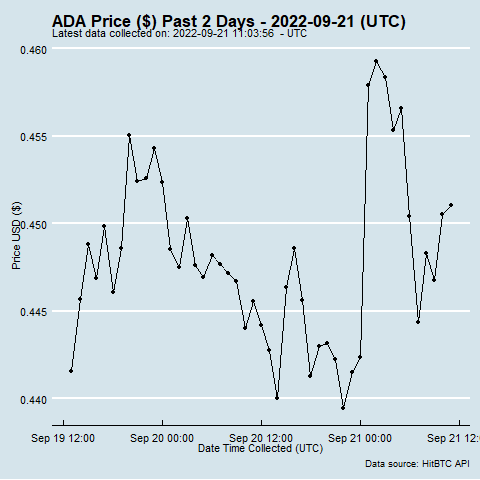 ADA Price ($) Past 2 Days - 2022-09-21 (UTC)
Latest data collected on: 2022-09-21 11:03:56 - UTC
0.460
0.455
0.450
0.445
0.440
Price USD ($)
Sep 19 12:00 Sep 20 00:00 Sep 20 12:00 Sep 21 00:00 Sep 21 12:
Date Time Collected (UTC)
Data source: HitBTC API